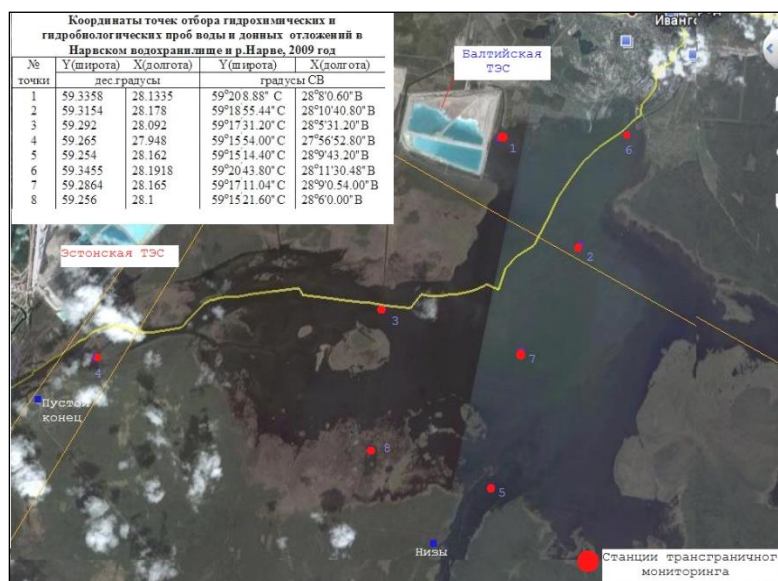 Координаты точек отбора гидрохимических и
гидробиологических проб воды и донных отложений в
Нарвском водохранилище и р.Нарве, 2009 год
№ Y(широта) X(долгота) Y(широта) X(долгота)
точки дес.градусы градусы СВ
1 59.3358 28.1335 59°20 8.88" С 28°8'0.60"В
2 59.3154 28.178 59°18 55.44" С 28°10'40.80"В
3 59.292 28.092 59°17 31.20" С 28°5'31.20"В
4 59.265 27.948 59°15 54.00" С 27°56'52.80"В
5 59.254 28.162 59°15 14.40" С 28°9'43.20"В
6 59.3455 28.1918 59°20 43.80" С 28°11'30.48"В
7 59.2864 28.165 59°17 11.04" С 28°9'0.54.00"В
8 59.256 28.1 59°15 21.60" С 28°6'0.00"В
Балтийская
ТЭС
1
6
2
Эстонская ТЭС
3
4
7
Пустой
конец
8
5
Низы
Станции трансграничного
мониторинга